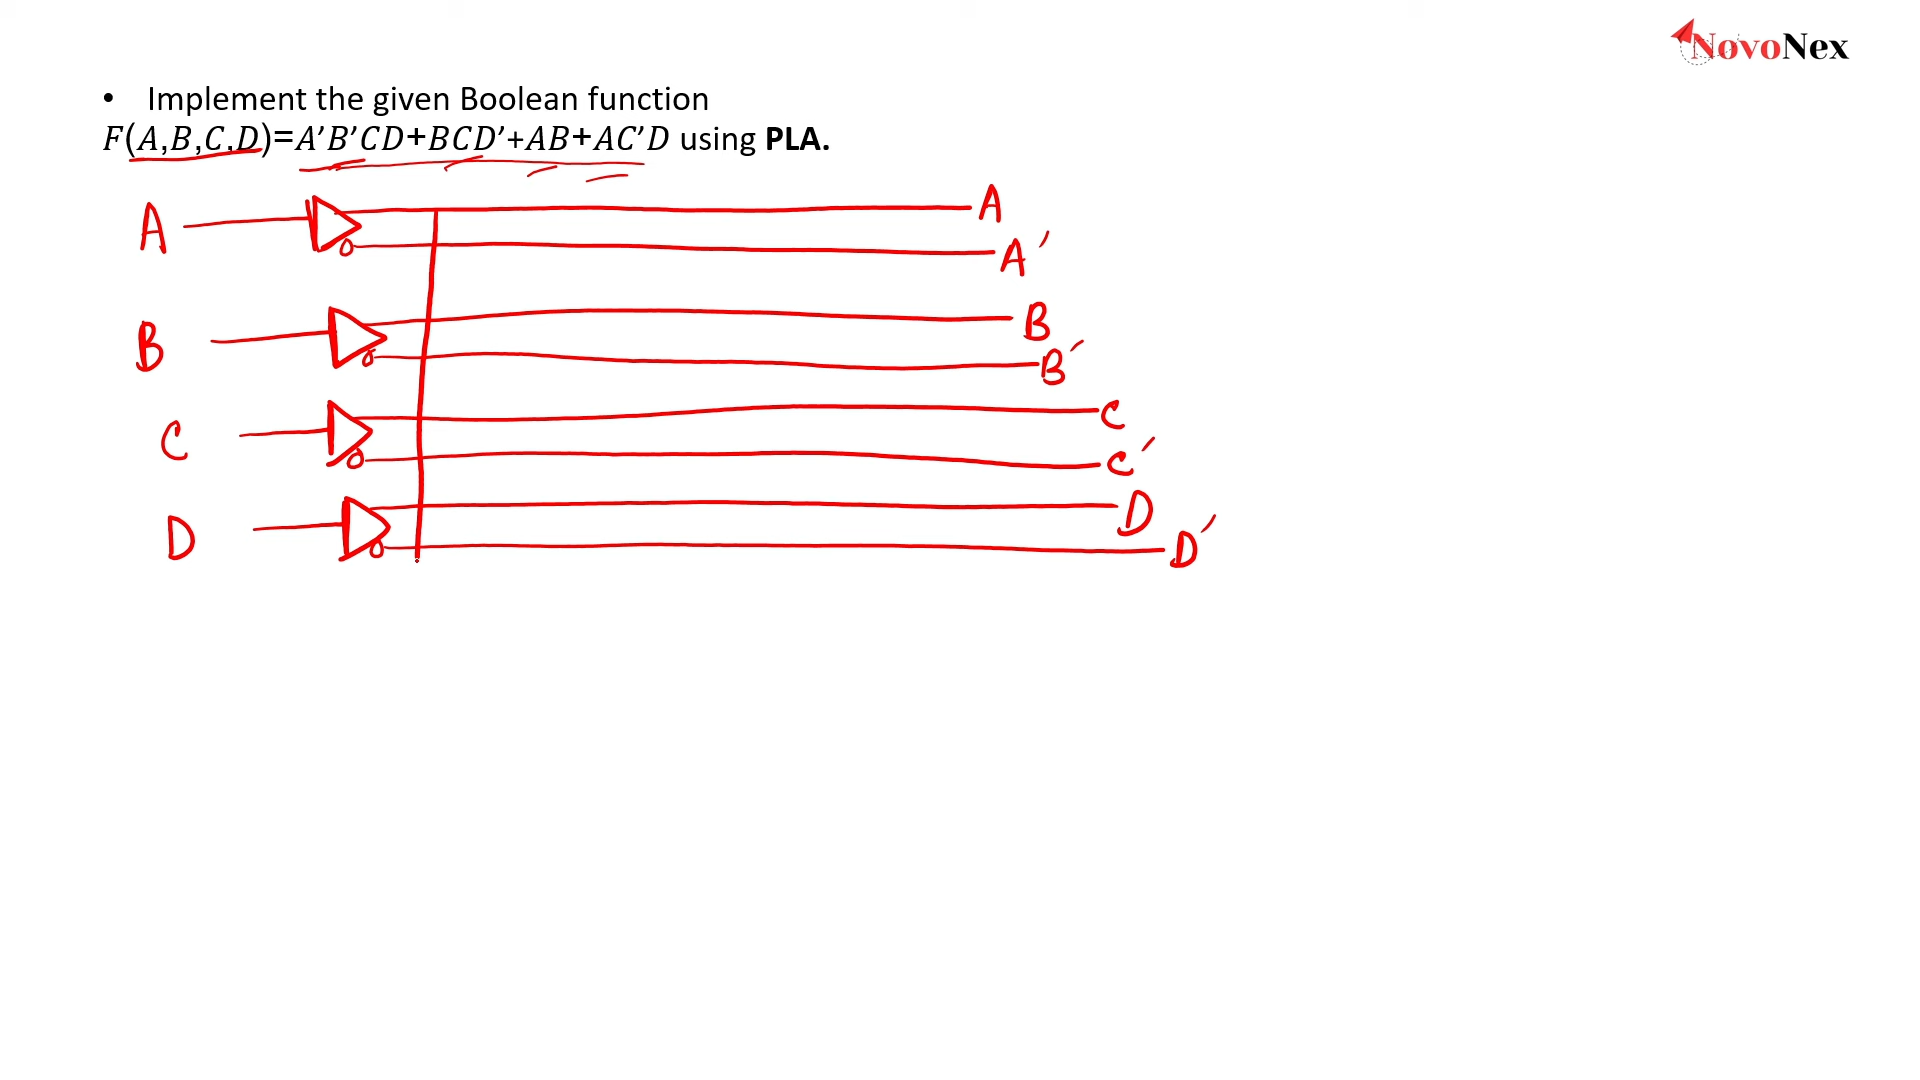 NovoNex
• Implement the given Boolean function
F(A,B,C,D)=A’B’CD+BCD’+AB+AC’D using PLA.
A
A
A'
B
B
B'
C
C
C'
D
D
D'